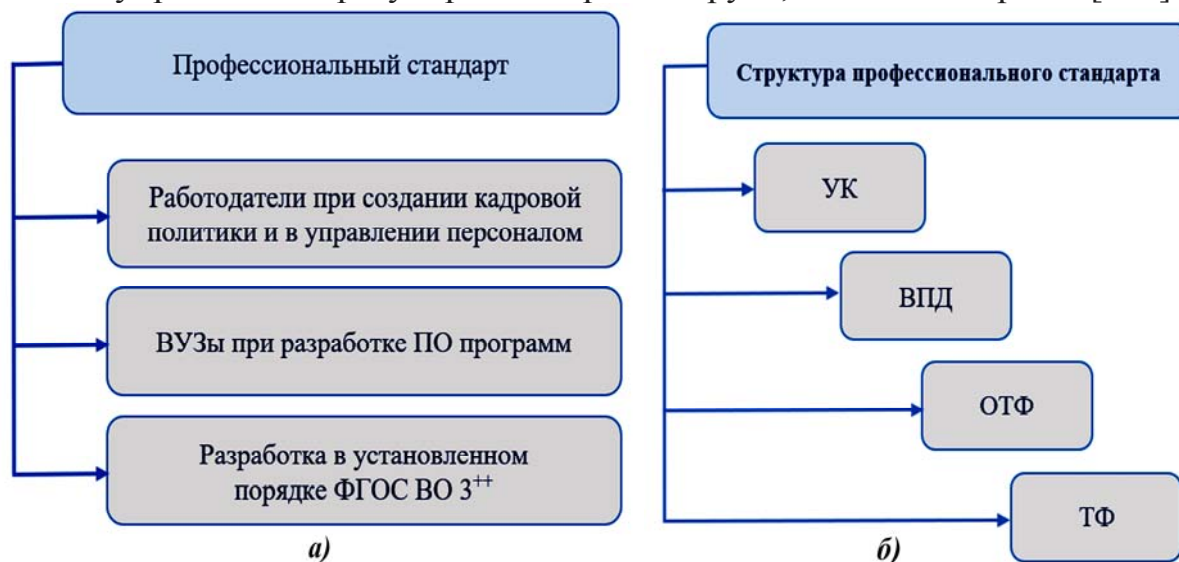 Профессиональный стандарт
Работодатели при создании кадровой
политики и в управлении персоналом
ВУЗы при разработке ПО программ
Разработка в установленном
порядке ФГОС ВО 3⁺⁺
а)
Структура профессионального стандарта
УК
ВПД
ОТФ
ТФ
б)